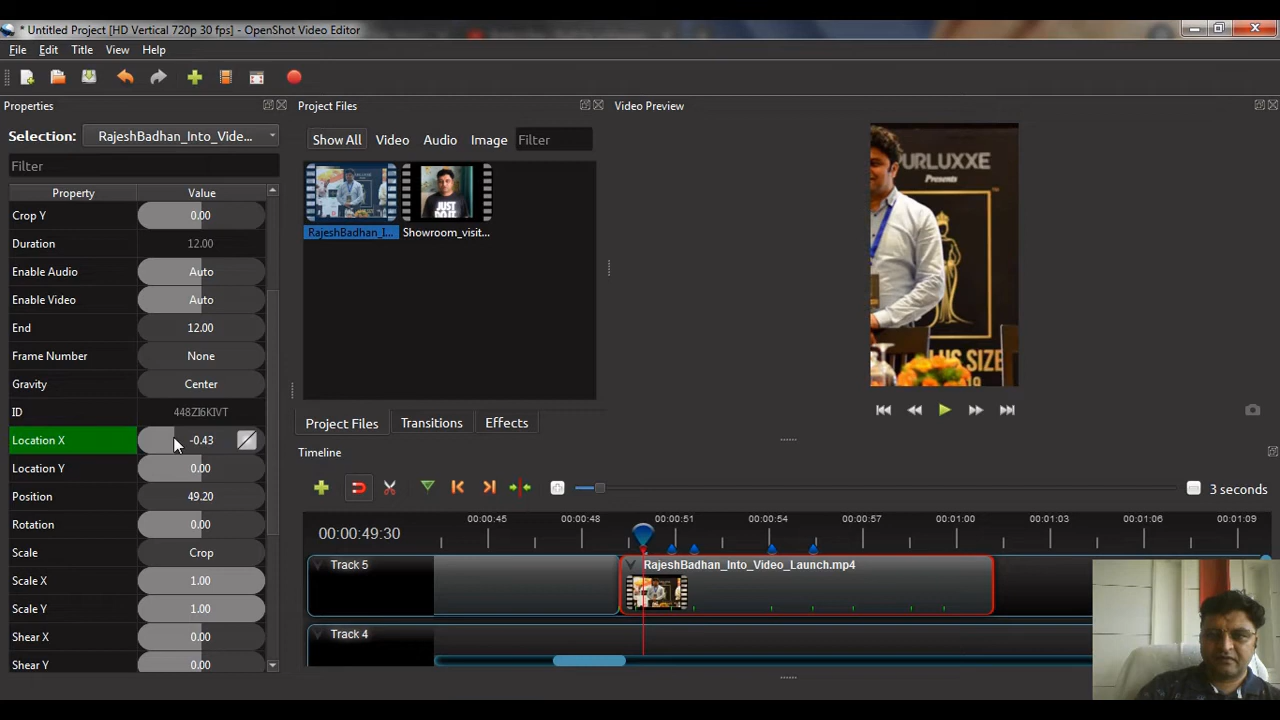 * Untitled Project [HD Vertical 720p 30 fps] - OpenShot Video Editor
File Edit Title View Help
Properties
Project Files
Video Preview
Selection: RajeshBadhan_Into_Vide...
Show All Video Audio Image Filter
Filter
Property Value
Crop Y 0.00
Duration 12.00
Enable Audio Auto
Enable Video Auto
End 12.00
Frame Number None
Gravity Center
ID 448ZI6KIVT
Location X -0.43
Location Y 0.00
Position 49.20
Rotation 0.00
Scale Crop
Scale X 1.00
Scale Y 1.00
Shear X 0.00
Shear Y 0.00
JUST
DO IT
RajeshBadhan_I... Showroom_visit...
PURLUXXE
Presents
PLUS SIZE
Project Files Transitions Effects
Timeline
3 seconds
00:00:49:30
00:00:45 00:00:48 00:00:51 00:00:54 00:00:57 00:01:00 00:01:03 00:01:06 00:01:09
Track 5
RajeshBadhan_Into_Video_Launch.mp4
Track 4